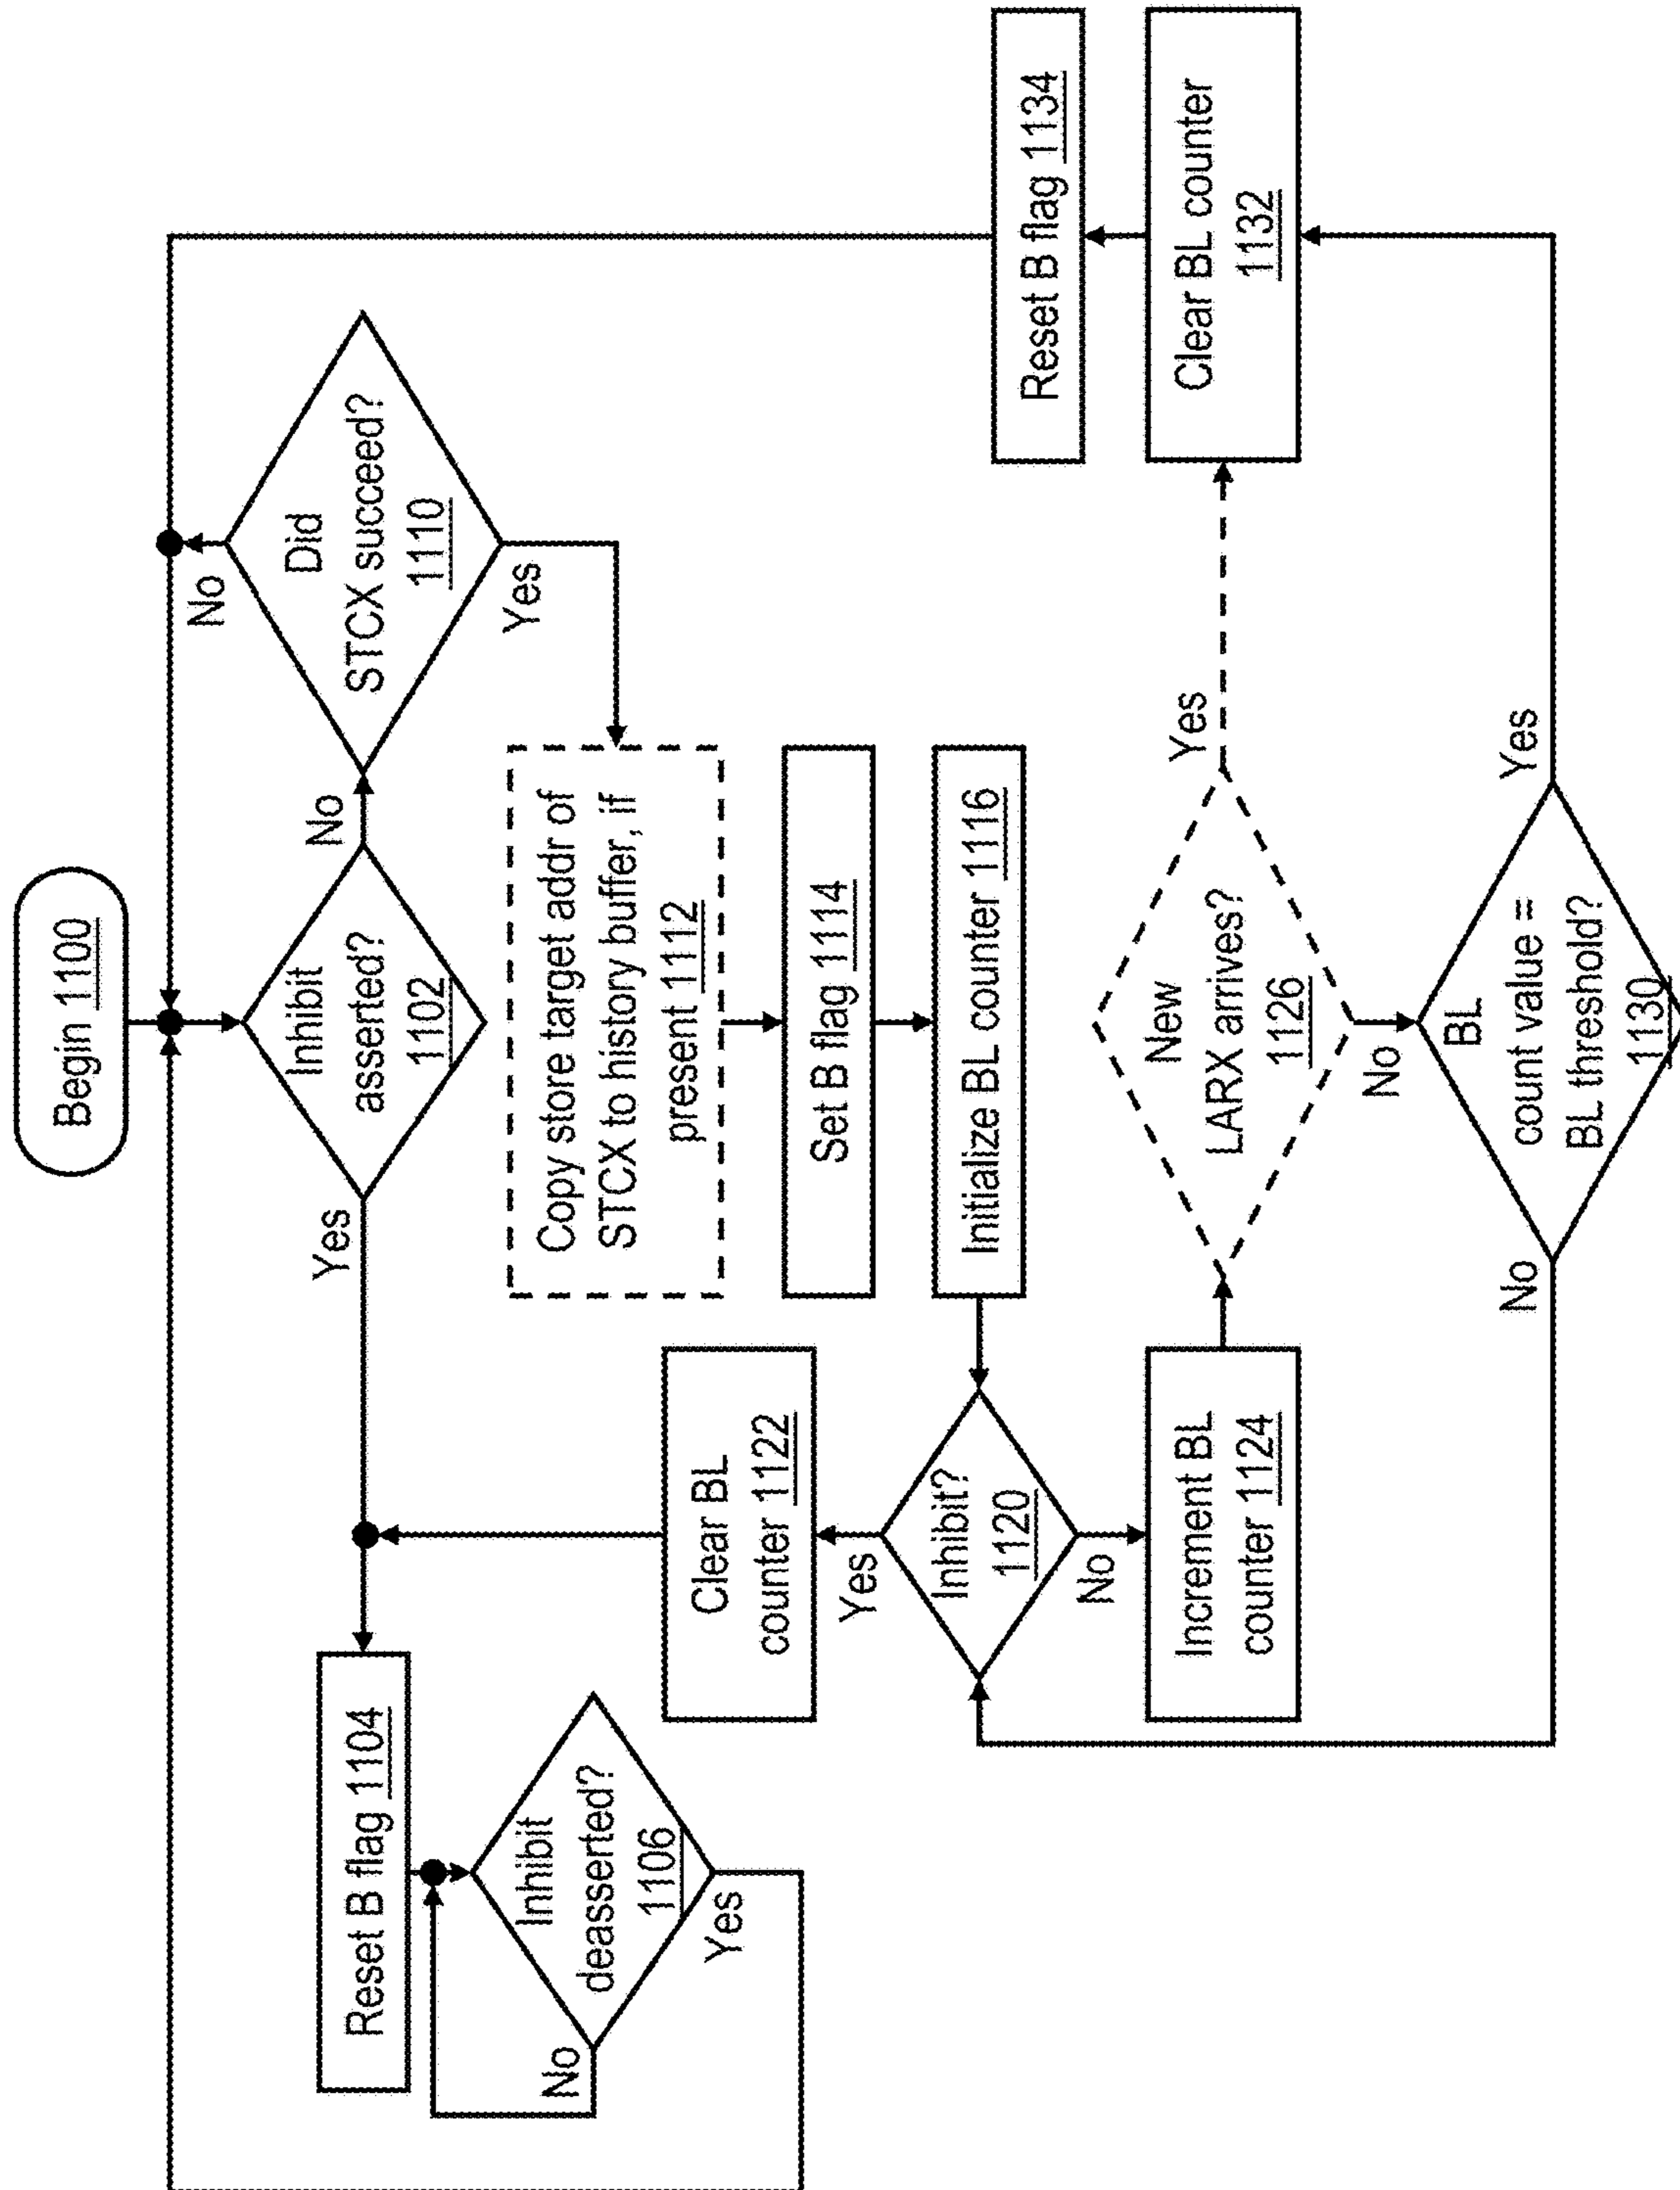 Begin 1100
Inhibit
asserted?
1102
Yes
No
Did
STCX succeed?
1110
No
Yes
Reset B flag 1104
Inhibit
deasserted?
1106
No
Yes
Copy store target addr of
STCX to history buffer, if
present 1112
Set B flag 1114
Initialize BL counter 1116
Clear BL
counter 1122
Inhibit?
1120
Yes
No
Increment BL
counter 1124
New
LARX arrives?
1126
Yes
No
BL
count value =
BL threshold?
1130
No
Yes
Clear BL counter
1132
Reset B flag 1134